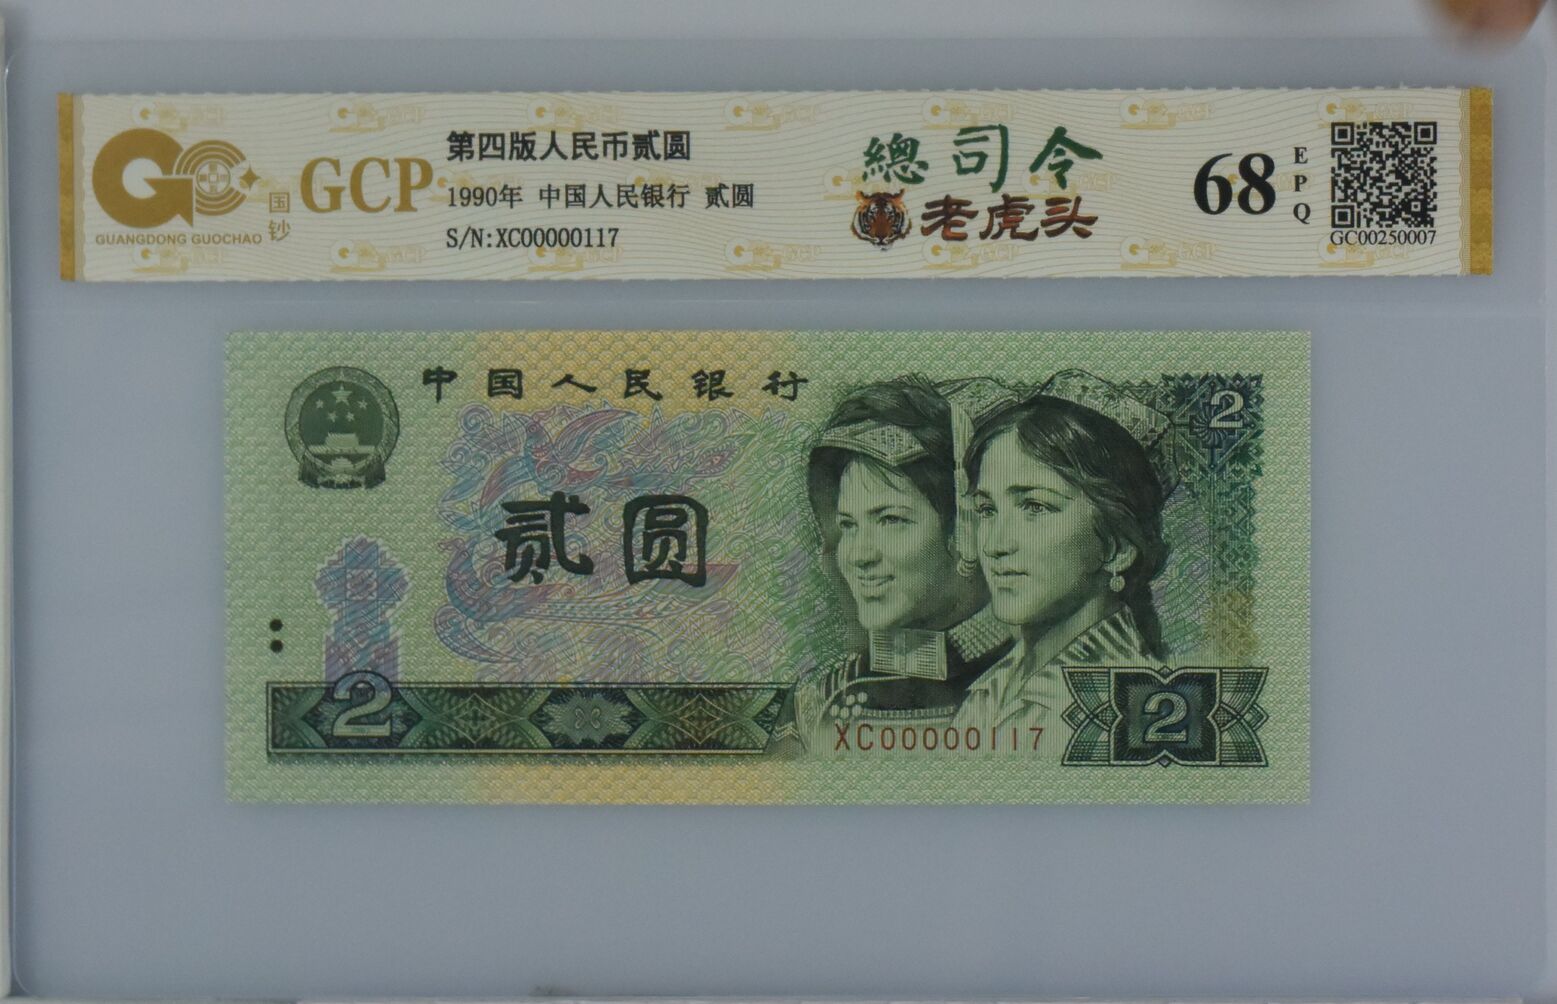 GUANGDONG GUOCHAO
国钞
GCP
第四版人民币贰圆
1990年 中国人民银行 贰圆
S/N:XC00000117
總司令
老虎头
68
EPQ
GC00250007
中国人民银行
2
贰圆
2
XC00000117
2